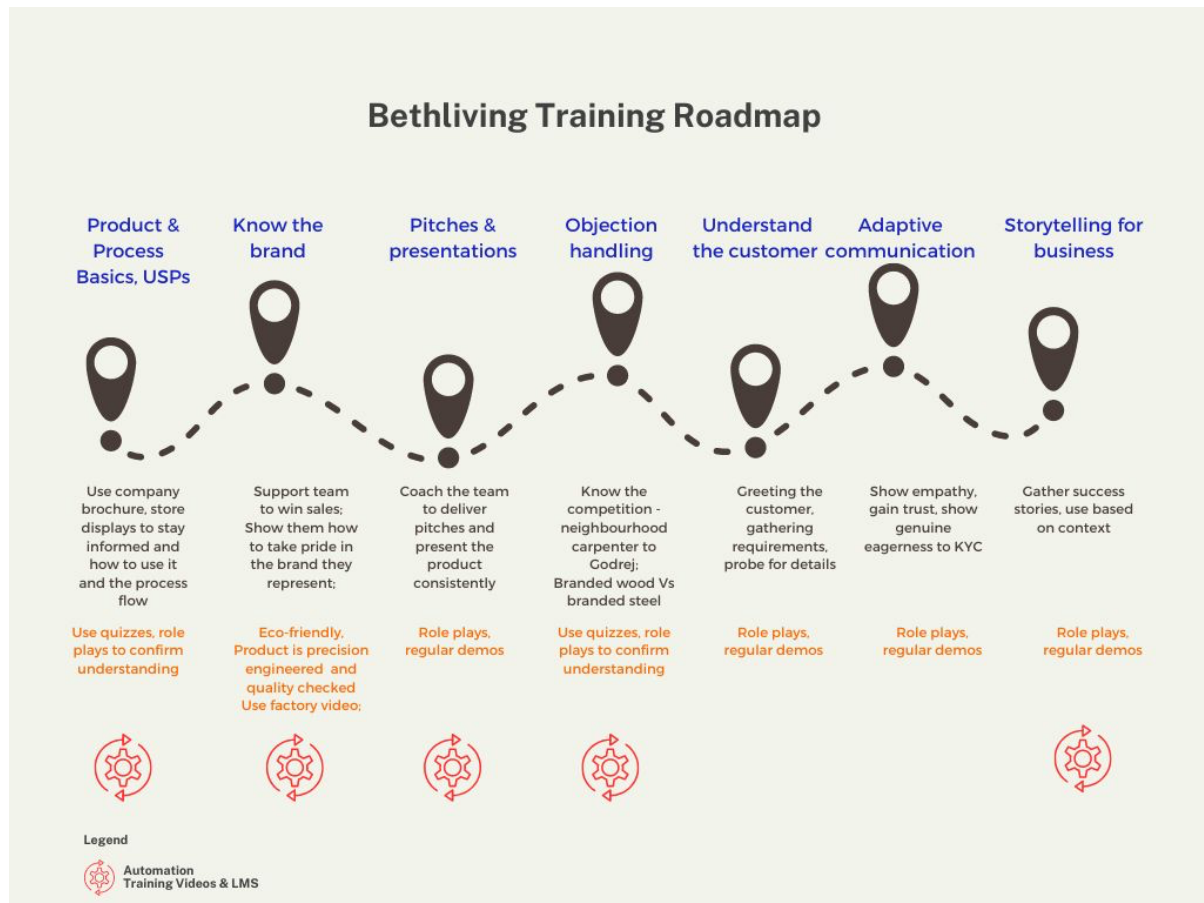 Bethliving Training Roadmap
Product &
Process
Basics, USPs
Know the
brand
Pitches &
presentations
Objection
handling
Understand
the customer
Adaptive
communication
Storytelling for
business
Use company
brochure, store
displays to stay
informed and
how to use it
and the process
flow
Support team
to win sales;
Show them how
to take pride in
the brand they
represent;
Coach the team
to deliver
pitches and
present the
product
consistently
Know the
competition -
neighbourhood
carpenter to
Godrej;
Branded wood Vs
branded steel
Greeting the
customer,
gathering
requirements,
probe for details
Show empathy,
gain trust, show
genuine
eagerness to KYC
Gather success
stories, use based
on context
Use quizzes, role
plays to confirm
understanding
Eco-friendly,
Product is precision
engineered and
quality checked
Use factory video;
Role plays,
regular demos
Use quizzes, role
plays to confirm
understanding
Role plays,
regular demos
Role plays,
regular demos
Role plays,
regular demos
Legend
Automation
Training Videos & LMS